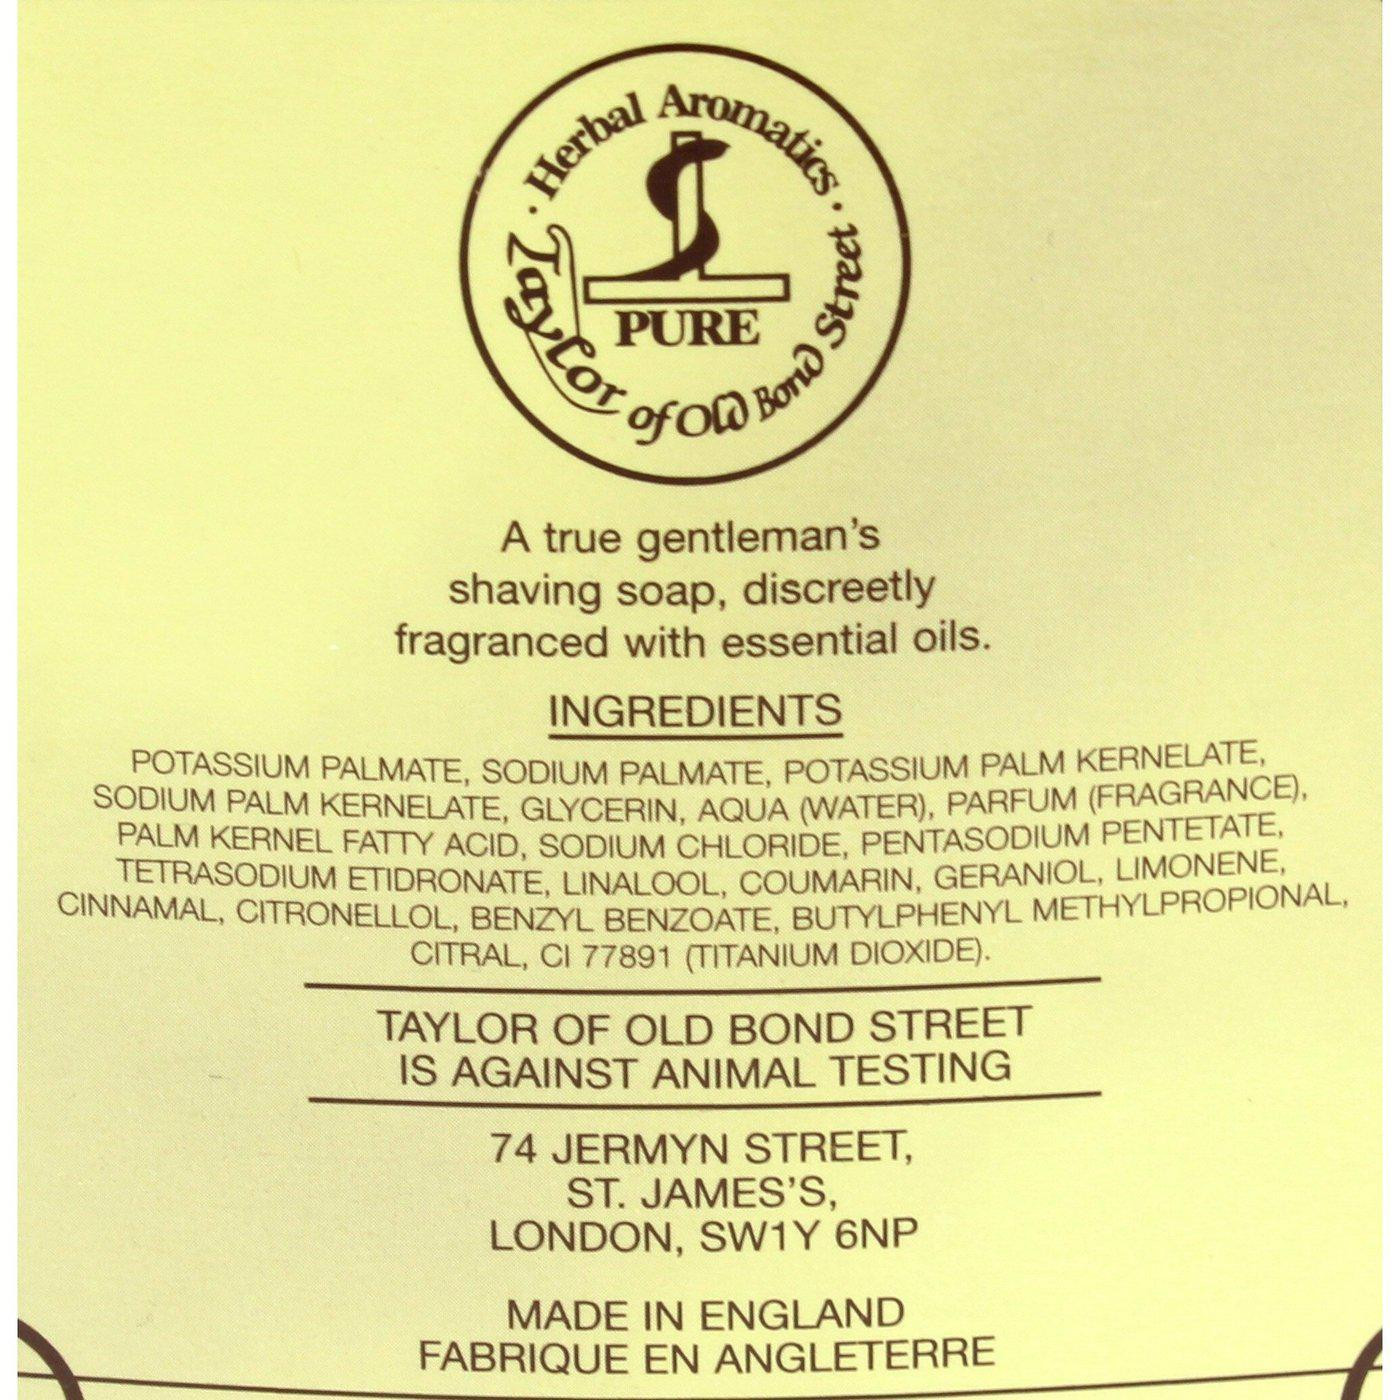 · Herbal Aromatics ·
PURE
Taylor of Old Bond Street
A true gentleman's
shaving soap, discreetly
fragranced with essential oils.
INGREDIENTS
POTASSIUM PALMATE, SODIUM PALMATE, POTASSIUM PALM KERNELATE,
SODIUM PALM KERNELATE, GLYCERIN, AQUA (WATER), PARFUM (FRAGRANCE),
PALM KERNEL FATTY ACID, SODIUM CHLORIDE, PENTASODIUM PENTETATE,
TETRASODIUM ETIDRONATE, LINALOOL, COUMARIN, GERANIOL, LIMONENE,
CINNAMAL, CITRONELLOL, BENZYL BENZOATE, BUTYLPHENYL METHYLPROPIONAL,
CITRAL, CI 77891 (TITANIUM DIOXIDE).
TAYLOR OF OLD BOND STREET
IS AGAINST ANIMAL TESTING
74 JERMYN STREET,
ST. JAMES'S,
LONDON, SW1Y 6NP
MADE IN ENGLAND
FABRIQUE EN ANGLETERRE